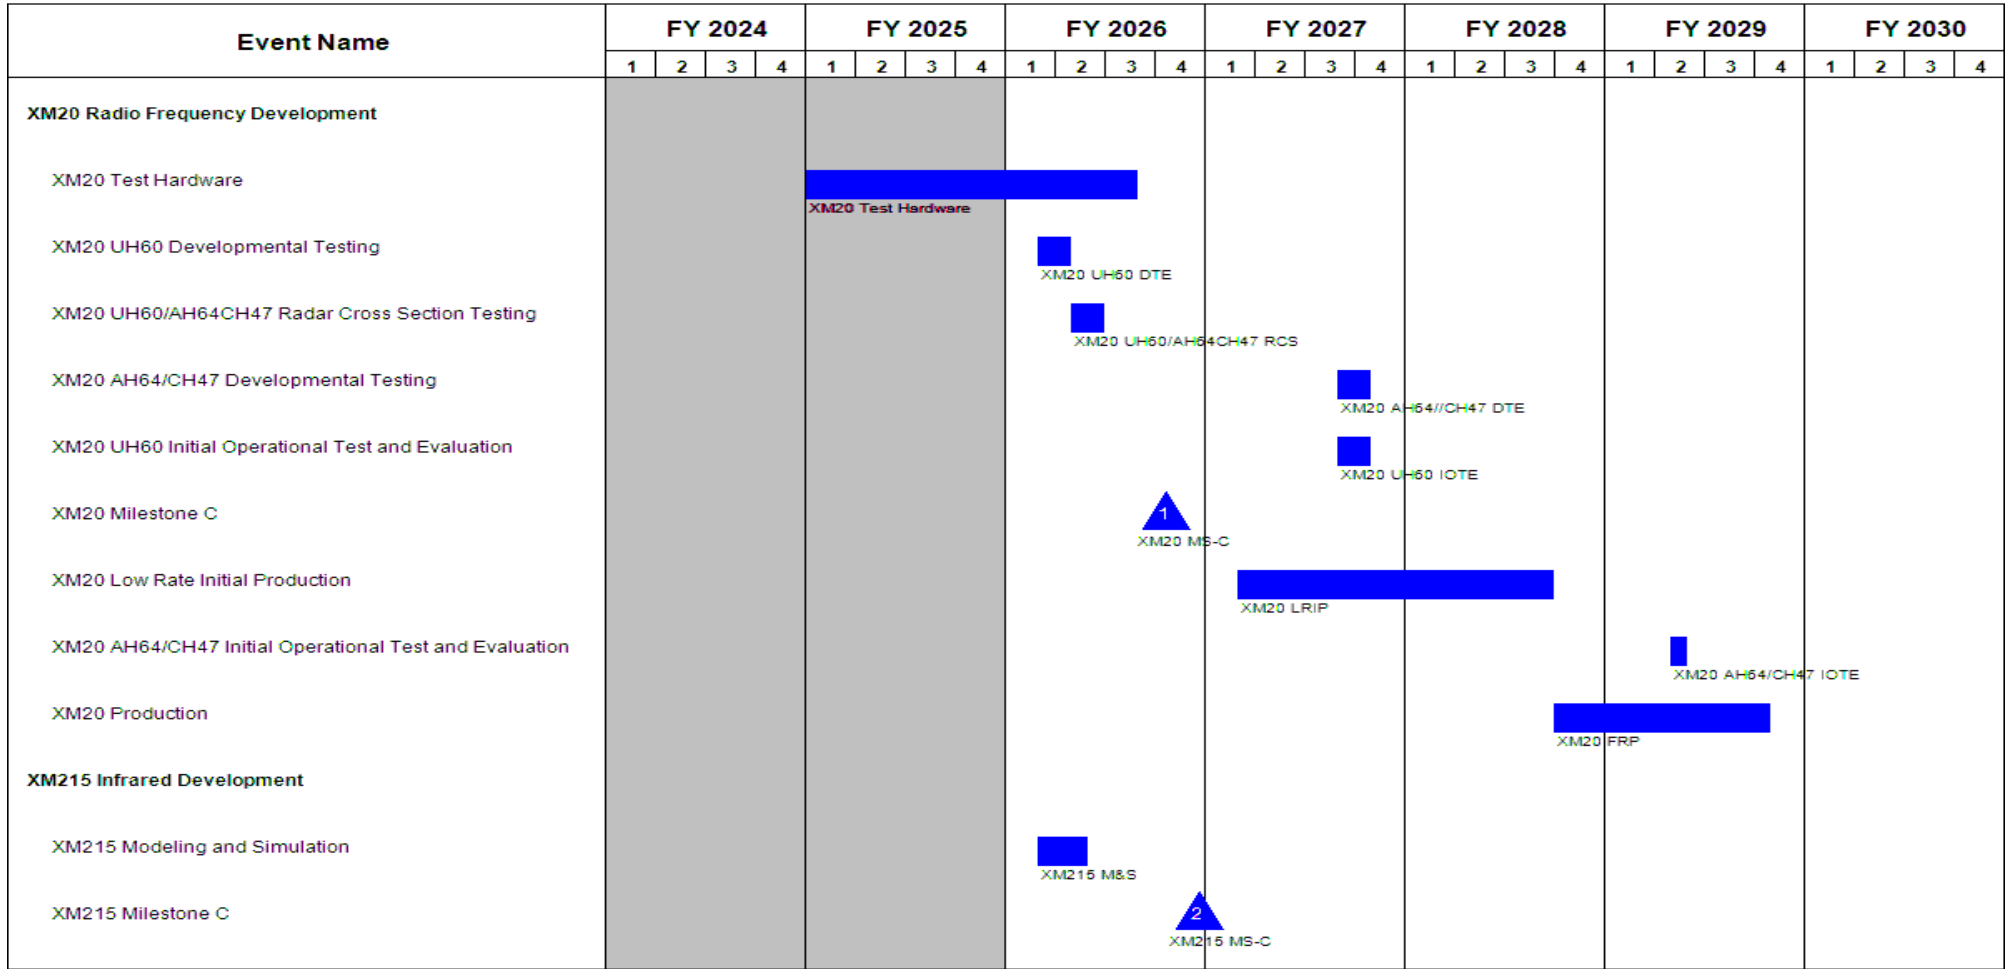 Event Name
FY 2024 FY 2025 FY 2026 FY 2027 FY 2028 FY 2029 FY 2030
1 2 3 4 1 2 3 4 1 2 3 4 1 2 3 4 1 2 3 4 1 2 3 4 1 2 3 4
XM20 Radio Frequency Development
XM20 Test Hardware
XM20 Test Hardware
XM20 UH60 Developmental Testing
XM20 UH60 DTE
XM20 UH60/AH64CH47 Radar Cross Section Testing
XM20 UH60/AH64CH47 RCS
XM20 AH64/CH47 Developmental Testing
XM20 AH64//CH47 DTE
XM20 UH60 Initial Operational Test and Evaluation
XM20 UH60 IOTE
XM20 Milestone C
1
XM20 MS-C
XM20 Low Rate Initial Production
XM20 LRIP
XM20 AH64/CH47 Initial Operational Test and Evaluation
XM20 AH64/CH47 IOTE
XM20 Production
XM20 FRP
XM215 Infrared Development
XM215 Modeling and Simulation
XM215 M&S
XM215 Milestone C
2
XM215 MS-C